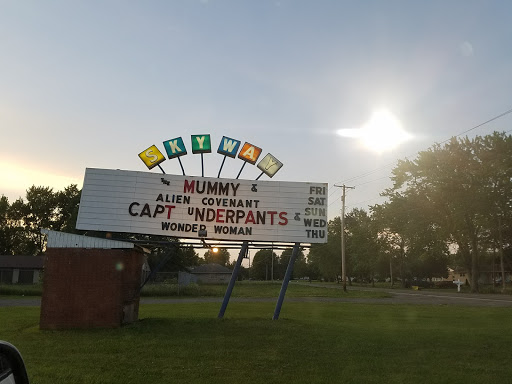 SKYWAY
MUMMY & FRI
ALIEN COVENANT SAT
CAPT UNDERPANTS & SUN
WONDER WOMAN WED
THU